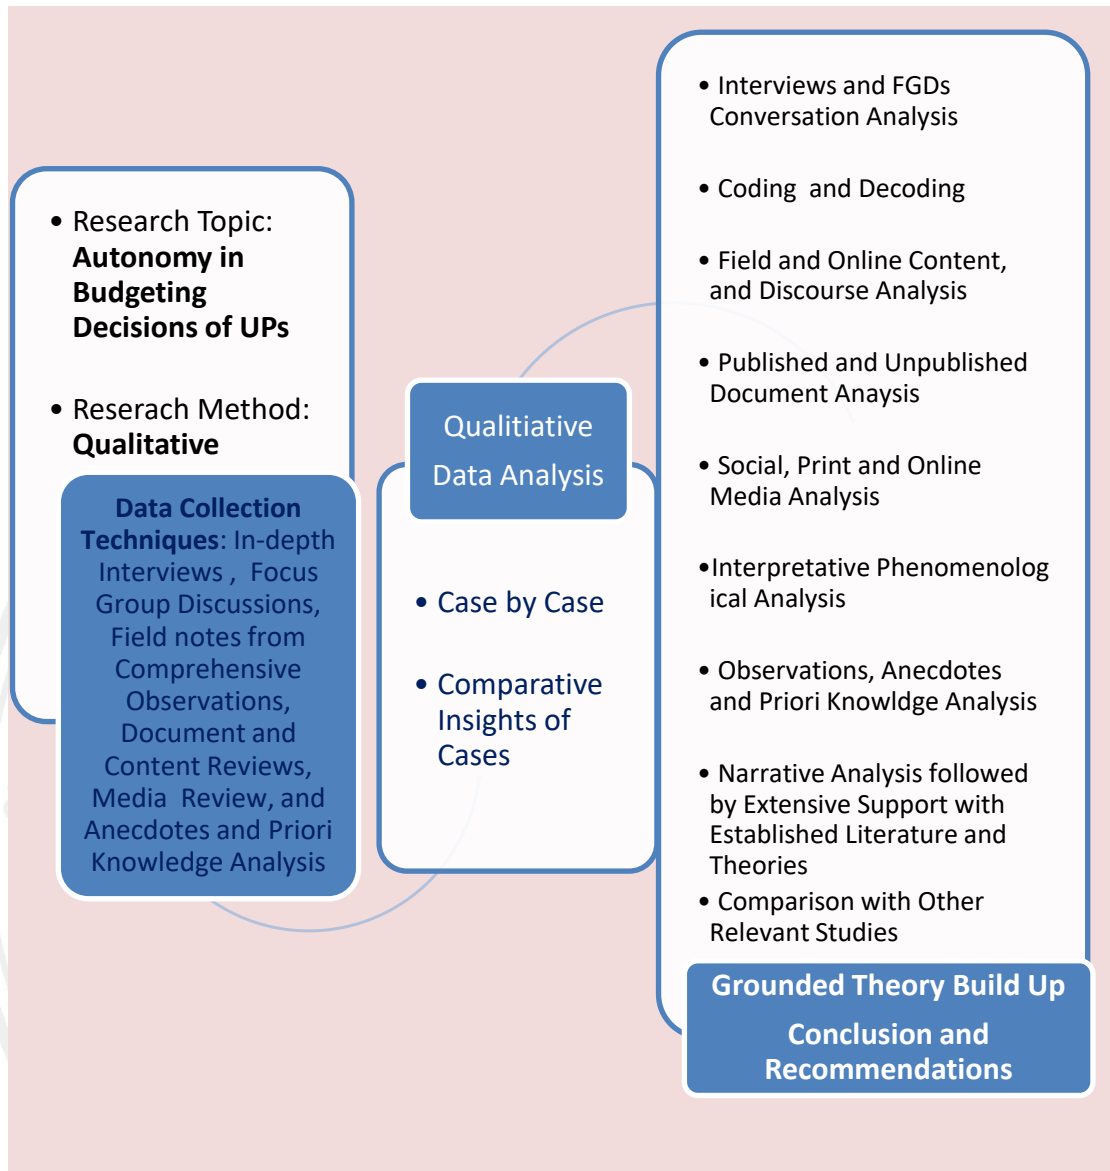 • Research Topic:
Autonomy in
Budgeting
Decisions of UPs
• Reserach Method:
Qualitative
Data Collection
Techniques: In-depth
Interviews , Focus
Group Discussions,
Field notes from
Comprehensive
Observations,
Document and
Content Reviews,
Media Review, and
Anecdotes and Priori
Knowledge Analysis
Qualitiative
Data Analysis
• Case by Case
• Comparative
Insights of
Cases
• Interviews and FGDs
Conversation Analysis
• Coding and Decoding
• Field and Online Content,
and Discourse Analysis
• Published and Unpublished
Document Anaysis
• Social, Print and Online
Media Analysis
•Interpretative Phenomenolog
ical Analysis
• Observations, Anecdotes
and Priori Knowldge Analysis
• Narrative Analysis followed
by Extensive Support with
Established Literature and
Theories
• Comparison with Other
Relevant Studies
Grounded Theory Build Up
Conclusion and
Recommendations